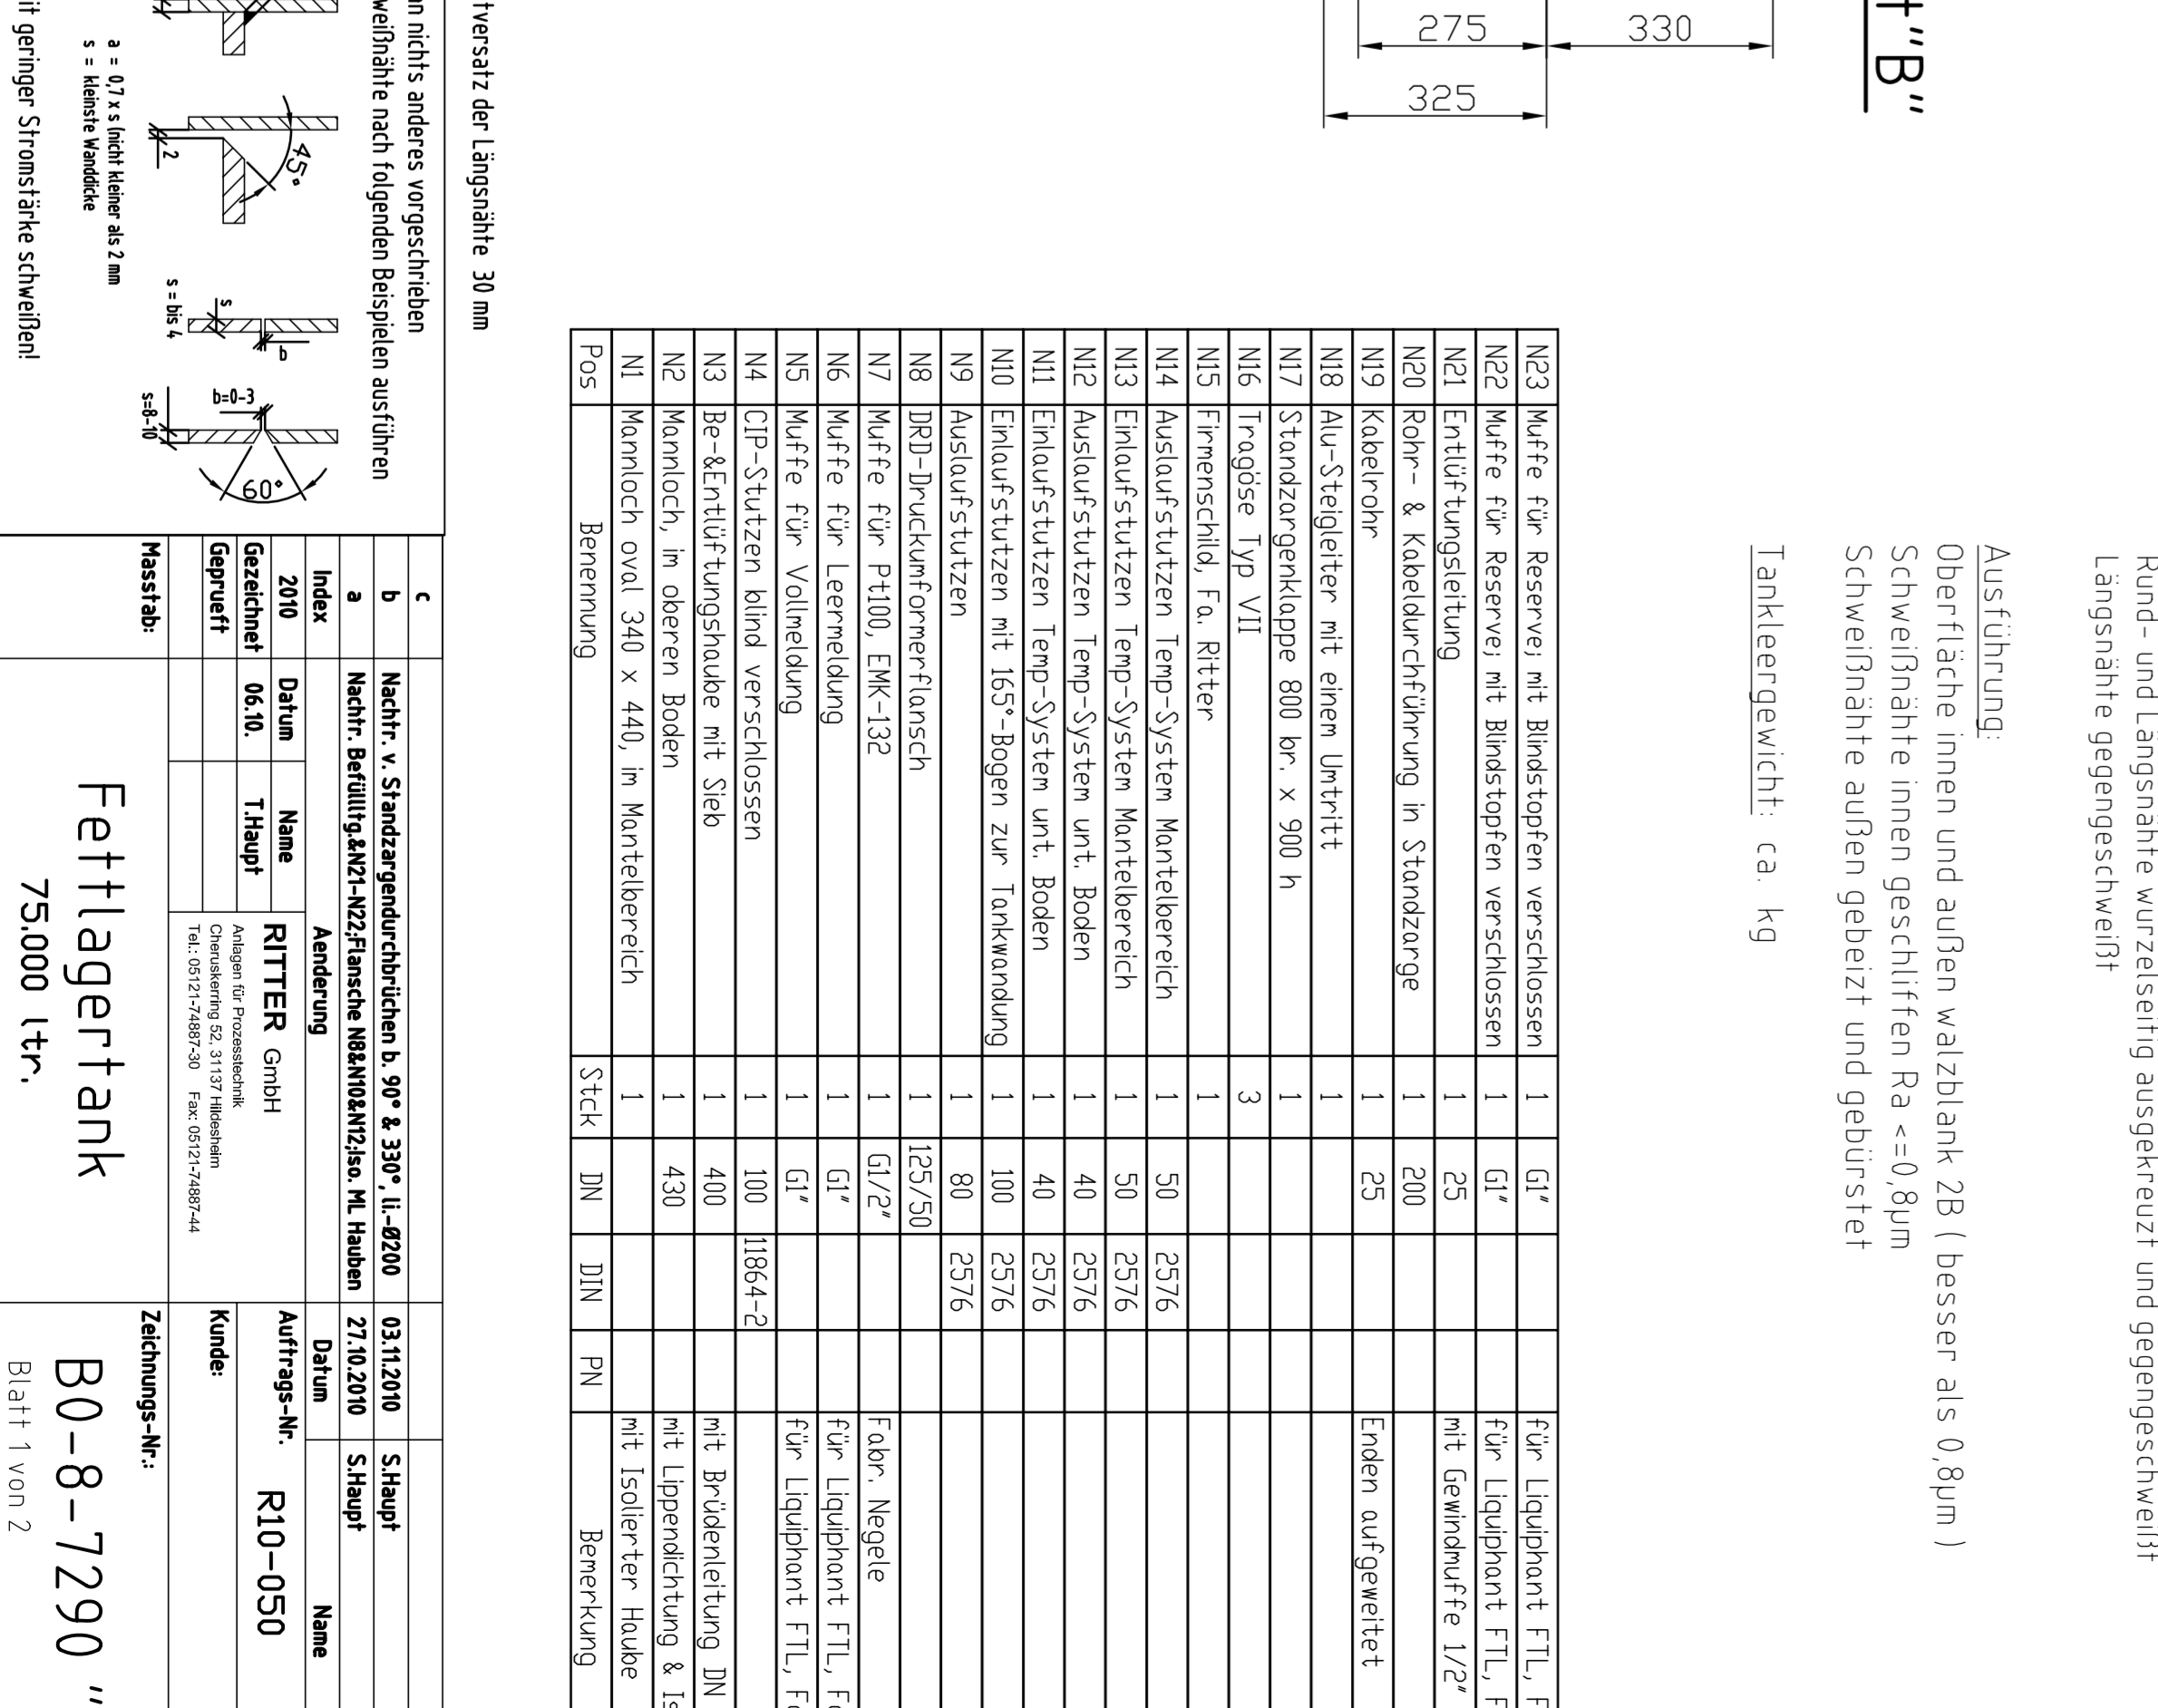 t "B"
275
330
325
Rund- und Längsnähte wurzelseitig ausgekreuzt und gegengeschweißt
Längsnähte gegengeschweißt
Ausführung:
Oberfläche innen und außen walzblank 2B ( besser als 0,8µm )
Schweißnähte innen geschliffen Ra <=0,8µm
Schweißnähte außen gebeizt und gebürstet
Tankleergewicht: ca. kg
N23 Muffe für Reserve; mit Blindstopfen verschlossen 1 G1" für Liquiphant FTL, F
N22 Muffe für Reserve; mit Blindstopfen verschlossen 1 G1" für Liquiphant FTL, F
N21 Entlüftungsleitung 1 25 mit Gewindmuffe 1/2"
N20 Rohr- & Kabeldurchführung in Standzarge 1 200
N19 Kabelrohr 1 25 Enden aufgeweitet
N18 Alu-Steigleiter mit einem Umtritt 1
N17 Standzargenklappe 800 br. x 900 h 1
N16 Tragöse Typ VII 3
N15 Firmenschild, Fa. Ritter 1
N14 Auslaufstutzen Temp-System Mantelbereich 1 50 2576
N13 Einlaufstutzen Temp-System Mantelbereich 1 50 2576
N12 Auslaufstutzen Temp-System unt. Boden 1 40 2576
N11 Einlaufstutzen Temp-System unt. Boden 1 40 2576
N10 Einlaufstutzen mit 165°-Bogen zur Tankwandung 1 100 2576
N9 Auslaufstutzen 1 80 2576
N8 DRD-Druckumformerflansch 1 125/50
N7 Muffe für Pt100, EMK-132 1 G1/2" Fabr. Negele
N6 Muffe für Leermeldung 1 G1" für Liquiphant FTL, Fa
N5 Muffe für Vollmeldung 1 G1" für Liquiphant FTL, Fa
N4 CIP-Stutzen blind verschlossen 1 100 11864-2
N3 Be-&Entlüftungshaube mit Sieb 1 400 mit Brüdenleitung DN
N2 Mannloch, im oberen Boden 1 430 mit Lippendichtung & Is
N1 Mannloch oval 340 x 440, im Mantelbereich 1 mit Isolierter Haube
Pos Benennung Stck DN DIN PN Bemerkung
tversatz der Längsnähte 30 mm
n nichts anderes vorgeschrieben
weißnähte nach folgenden Beispielen ausführen
45°
2
a = 0,7 x s (nicht kleiner als 2 mm
s = kleinste Wanddicke
s
b
s = bis 4
b=0-3
s=8-10
60°
it geringer Stromstärke schweißen!
c
b Nachtr. v. Standzargendurchbrüchen b. 90° & 330°, li.-Ø200 03.11.2010 S.Haupt
a Nachtr. Befülltg.&N21-N22;Flansche N8&N10&N12;Iso. ML Hauben 27.10.2010 S.Haupt
Index Aenderung Datum Name
2010 Datum Name
Gezeichnet 06.10. T.Haupt
Geprueft
RITTER GmbH
Anlagen für Prozesstechnik
Cheruskerring 52, 31137 Hildesheim
Tel.: 05121-74887-30 Fax: 05121-74887-44
Auftrags-Nr. R10-050
Kunde:
Masstab:
Fettlagertank
75.000 ltr.
Zeichnungs-Nr.:
B0-8-7290 "
Blatt 1 von 2